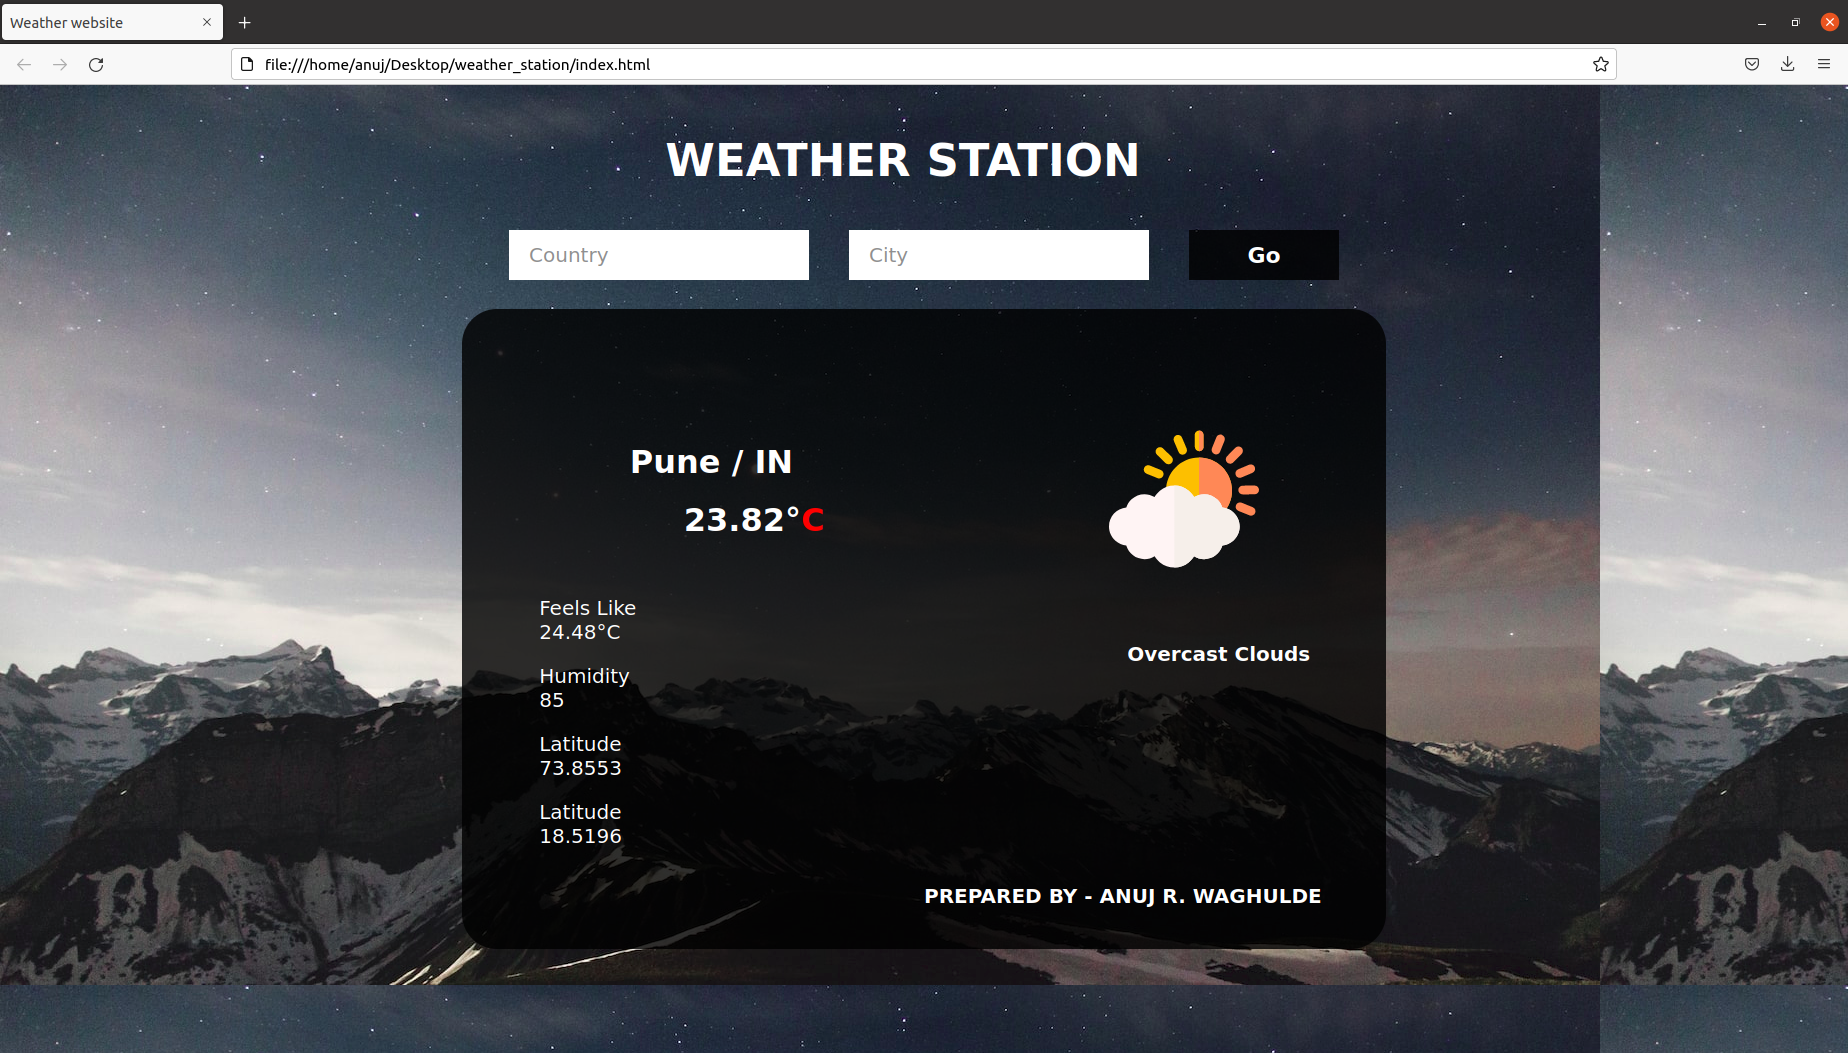 Weather website
file:///home/anuj/Desktop/weather_station/index.html
WEATHER STATION
Country
City
Go
Pune / IN
23.82°C
Feels Like
24.48°C
Humidity
85
Latitude
73.8553
Latitude
18.5196
Overcast Clouds
PREPARED BY - ANUJ R. WAGHULDE